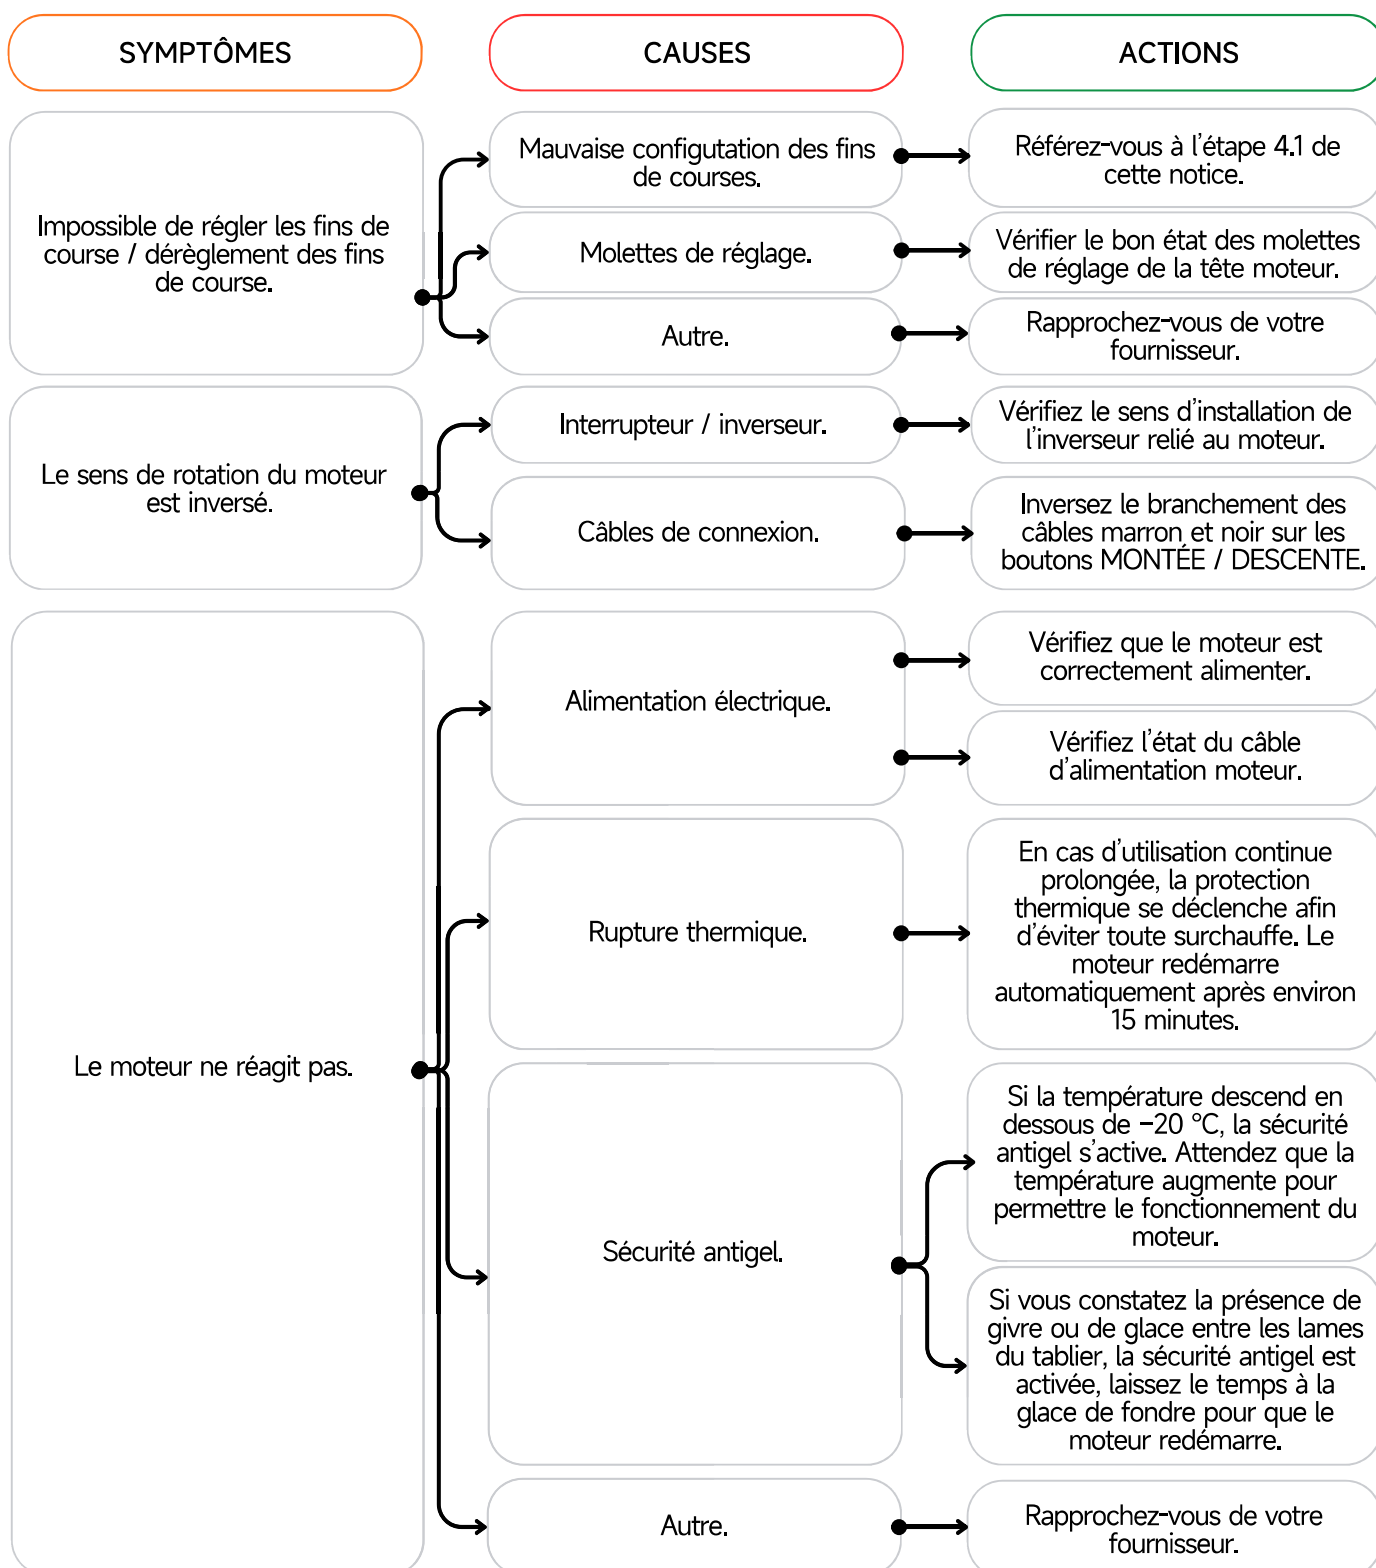 SYMPTÔMES
CAUSES
ACTIONS
Impossible de régler les fins de
course / dérèglement des fins
de course.
Mauvaise configutation des fins
de courses.
Référez-vous à l'étape 4.1 de
cette notice.
Molettes de réglage.
Vérifier le bon état des molettes
de réglage de la tête moteur.
Autre.
Rapprochez-vous de votre
fournisseur.
Le sens de rotation du moteur
est inversé.
Interrupteur / inverseur.
Vérifiez le sens d'installation de
l'inverseur relié au moteur.
Câbles de connexion.
Inversez le branchement des
câbles marron et noir sur les
boutons MONTÉE / DESCENTE.
Le moteur ne réagit pas.
Alimentation électrique.
Vérifiez que le moteur est
correctement alimenter.
Vérifiez l'état du câble
d'alimentation moteur.
Rupture thermique.
En cas d'utilisation continue
prolongée, la protection
thermique se déclenche afin
d'éviter toute surchauffe. Le
moteur redémarre
automatiquement après environ
15 minutes.
Sécurité antigel.
Si la température descend en
dessous de -20 °C, la sécurité
antigel s'active. Attendez que la
température augmente pour
permettre le fonctionnement du
moteur.
Si vous constatez la présence de
givre ou de glace entre les lames
du tablier, la sécurité antigel est
activée, laissez le temps à la
glace de fondre pour que le
moteur redémarre.
Autre.
Rapprochez-vous de votre
fournisseur.